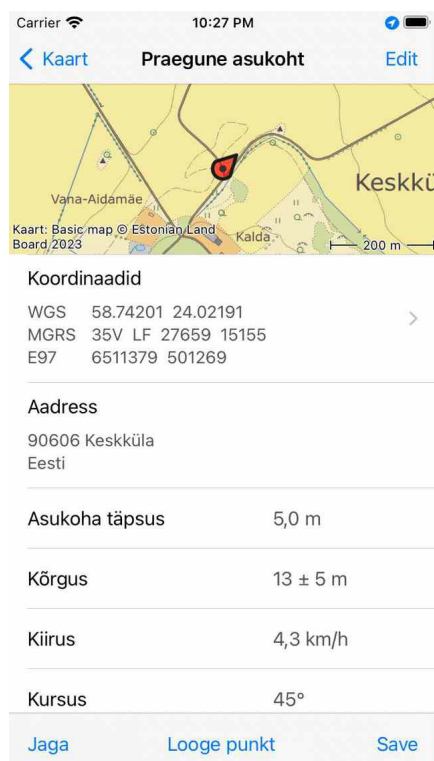 Carrier 10:27 PM
Kaart Praegune asukoht Edit
Keskkü
Vana-Aidamäe
Kalda
Kaart: Basic map © Estonian Land
Board 2023
200 m
Koordinaadid
WGS 58.74201 24.02191
MGRS 35V LF 27659 15155
E97 6511379 501269
Aadress
90606 Keskküla
Eesti
Asukoha täpsus 5,0 m
Kõrgus 13 ± 5 m
Kiirus 4,3 km/h
Kursus 45°
Jaga Looge punkt Save